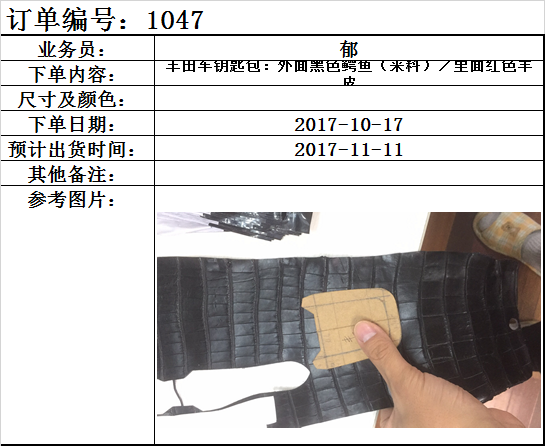 订单编号：1047
业务员：
郁
下单内容：
丰田车钥匙包：外面黑色鳄鱼（来料）／里面红色羊
皮
尺寸及颜色：
下单日期：
2017-10-17
预计出货时间：
2017-11-11
其他备注：
参考图片：